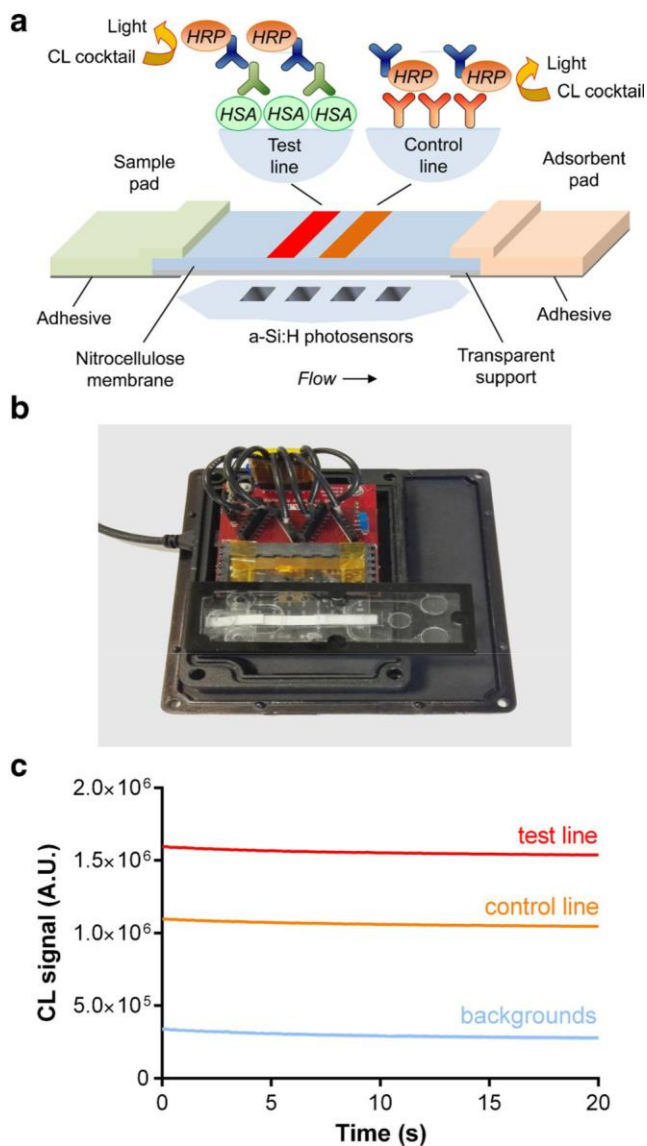 a
Light
CL cocktail
HRP HRP
HSA HSA HSA
Test
line
HRP HRP
Light
CL cocktail
Control
line
Sample
pad
Adsorbent
pad
Adhesive
Nitrocellulose
membrane
a-Si:H photosensors
Flow →
Transparent
support
Adhesive
b
c
CL signal (A.U.)
2.0×10⁶
1.5×10⁶
1.0×10⁶
5.0×10⁵
0
test line
control line
backgrounds
0 5 10 15 20
Time (s)